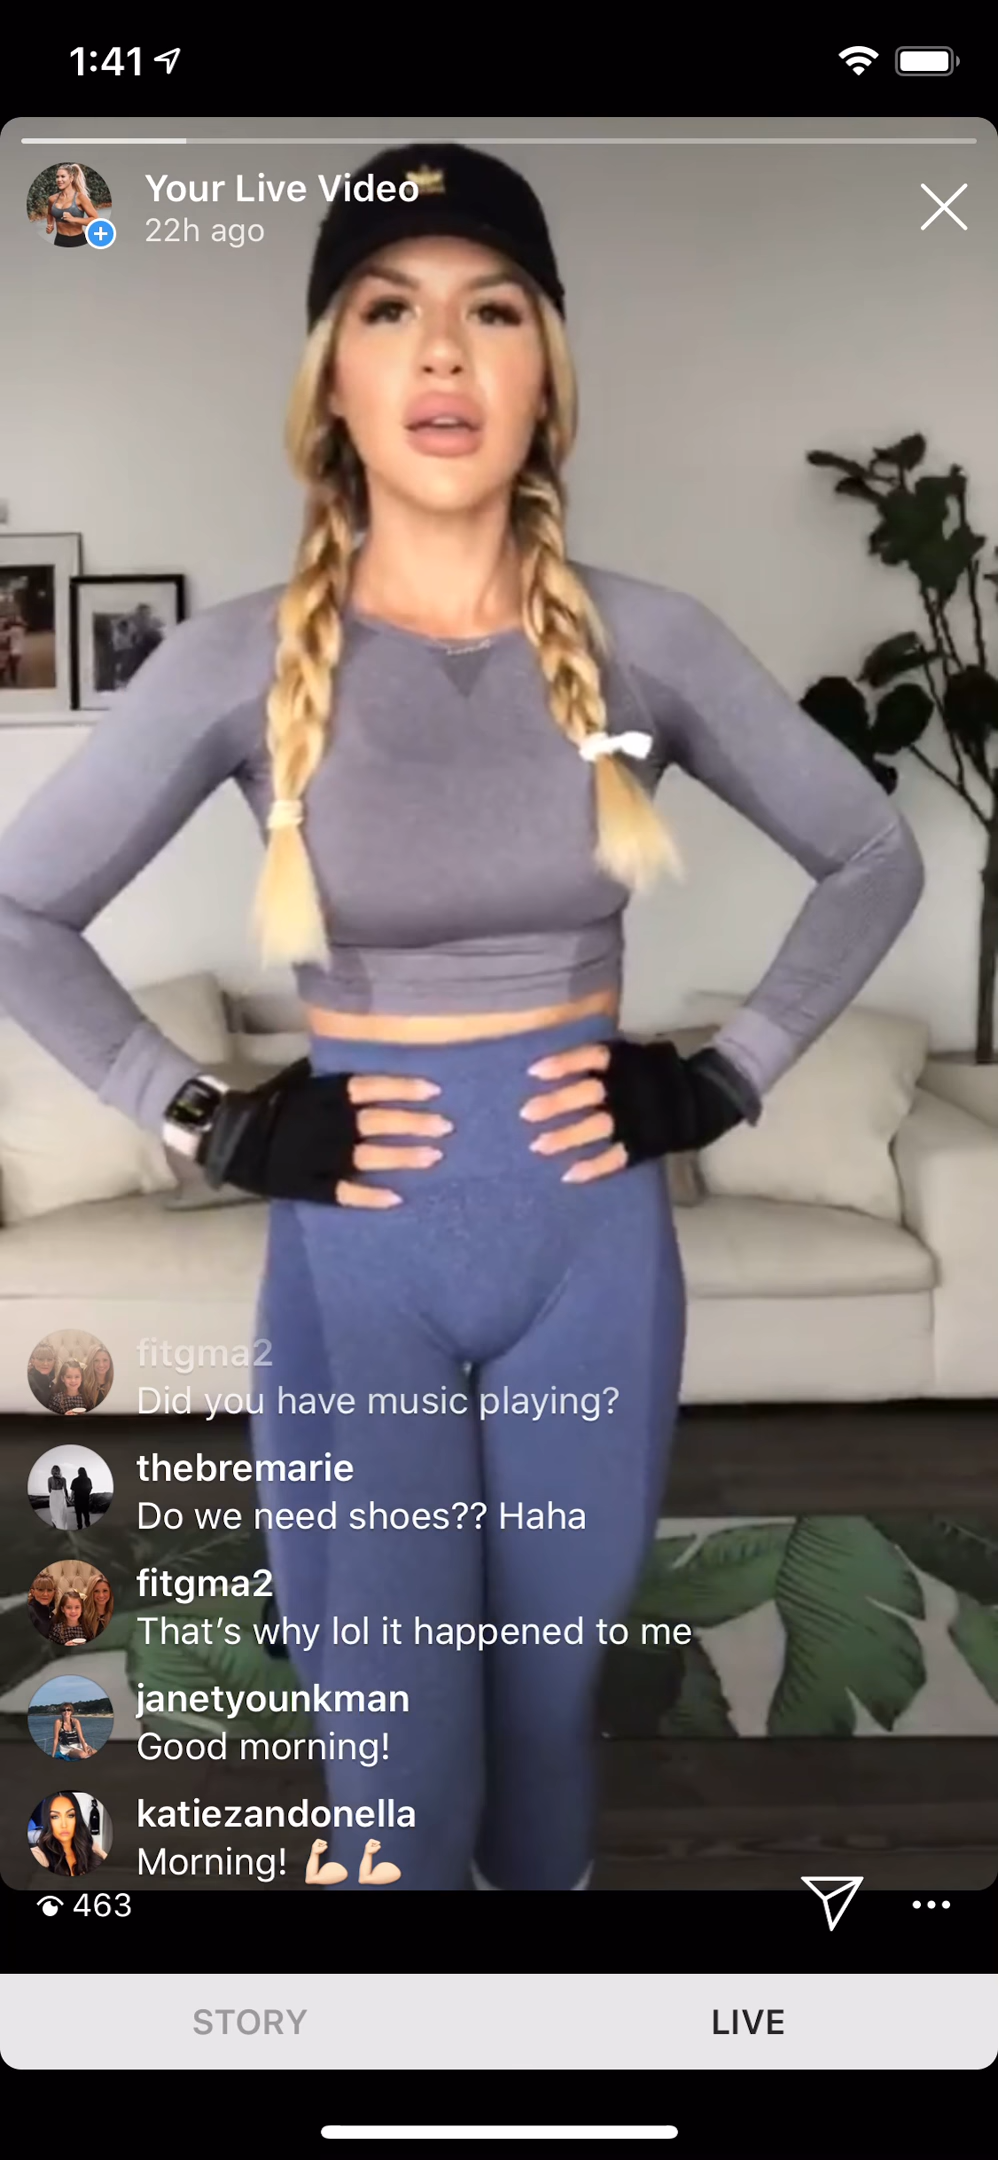 1:41
Your Live Video
22h ago
fitgma2
Did you have music playing?
thebremarie
Do we need shoes?? Haha
fitgma2
That’s why lol it happened to me
janetyounkman
Good morning!
katiezandonella
Morning! 💪🏻💪🏻
463
STORY
LIVE